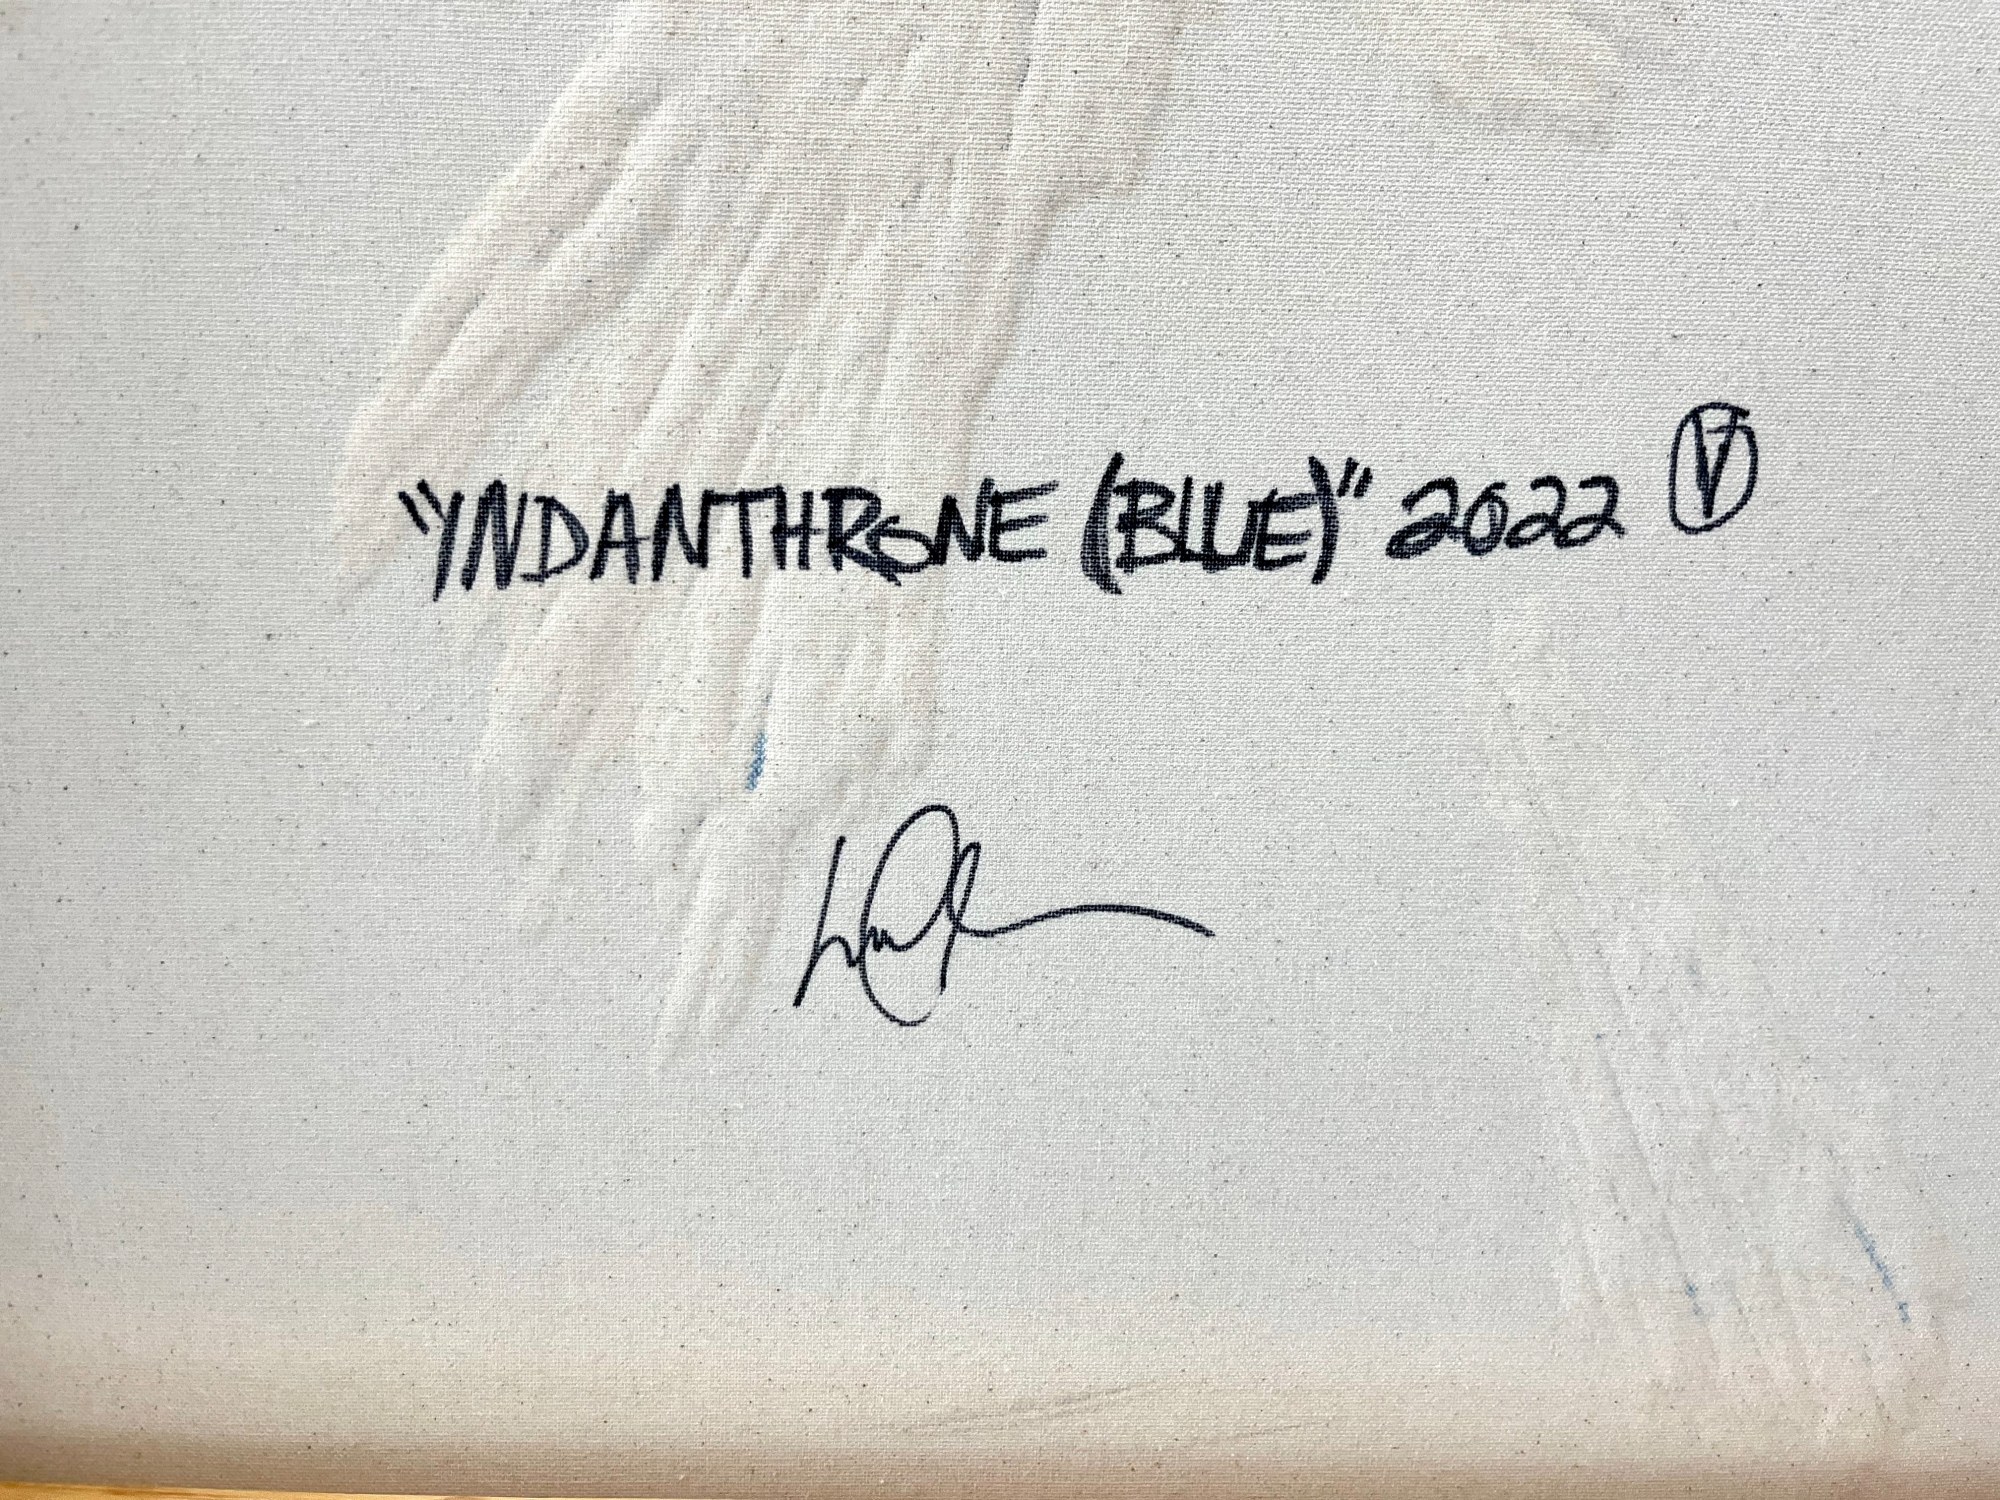 "YNDANTHRONE (BLUE)" 2022 V